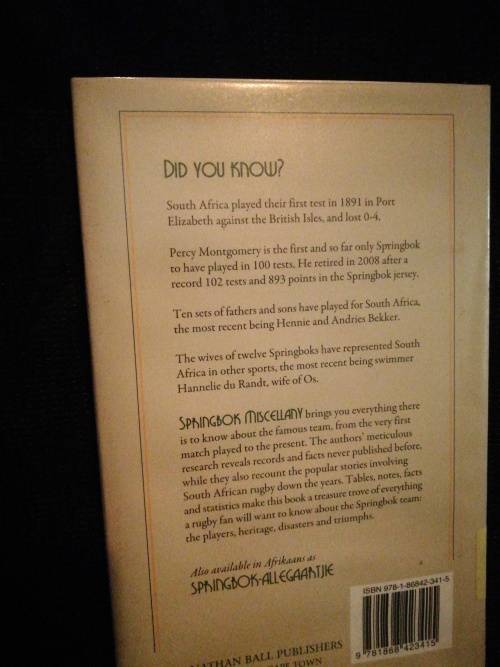 DID YOU KNOW?
South Africa played their first test in 1891 in Port
Elizabeth against the British Isles, and lost 0-4.
Percy Montgomery is the first and so far only Springbok
to have played in 100 tests. He retired in 2008 after a
record 102 tests and 893 points in the Springbok jersey.
Ten sets of fathers and sons have played for South Africa,
the most recent being Hennie and Andries Bekker.
The wives of twelve Springboks have represented South
Africa in other sports, the most recent being swimmer
Hannelie du Randt, wife of Os.
SPRINGBOK MISCELLANY brings you everything there
is to know about the famous team, from the very first
match played to the present. The authors' meticulous
research reveals records and facts never published before,
while they also recount the popular stories involving
South African rugby down the years. Tables, notes, facts
and statistics make this book a treasure trove of everything
a rugby fan will want to know about the Springbok team:
the players, heritage, disasters and triumphs.
Also available in Afrikaans as
SPRINGBOK-ALLEGAARTJIE
ISBN 978-1-86842-341-5
9 781868 423415
NATHAN BALL PUBLISHERS
CAPE TOWN